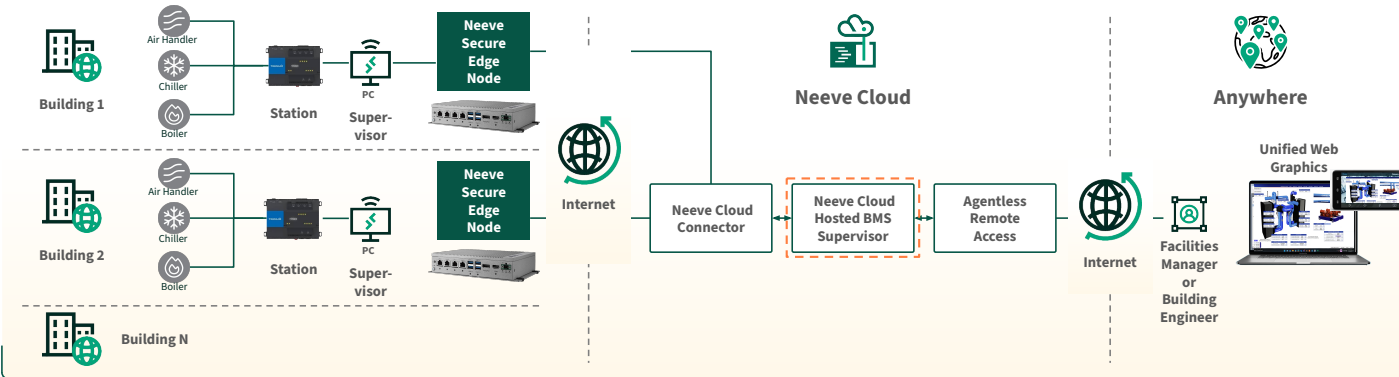 Building 1
Air Handler
Chiller
Boiler
Station
PC
Super-
visor
Neeve
Secure
Edge
Node
Building 2
Air Handler
Chiller
Boiler
Station
PC
Super-
visor
Neeve
Secure
Edge
Node
Building N
Internet
Neeve Cloud
Neeve Cloud
Connector
Neeve Cloud
Hosted BMS
Supervisor
Agentless
Remote
Access
Internet
Anywhere
Unified Web
Graphics
Facilities
Manager
or
Building
Engineer